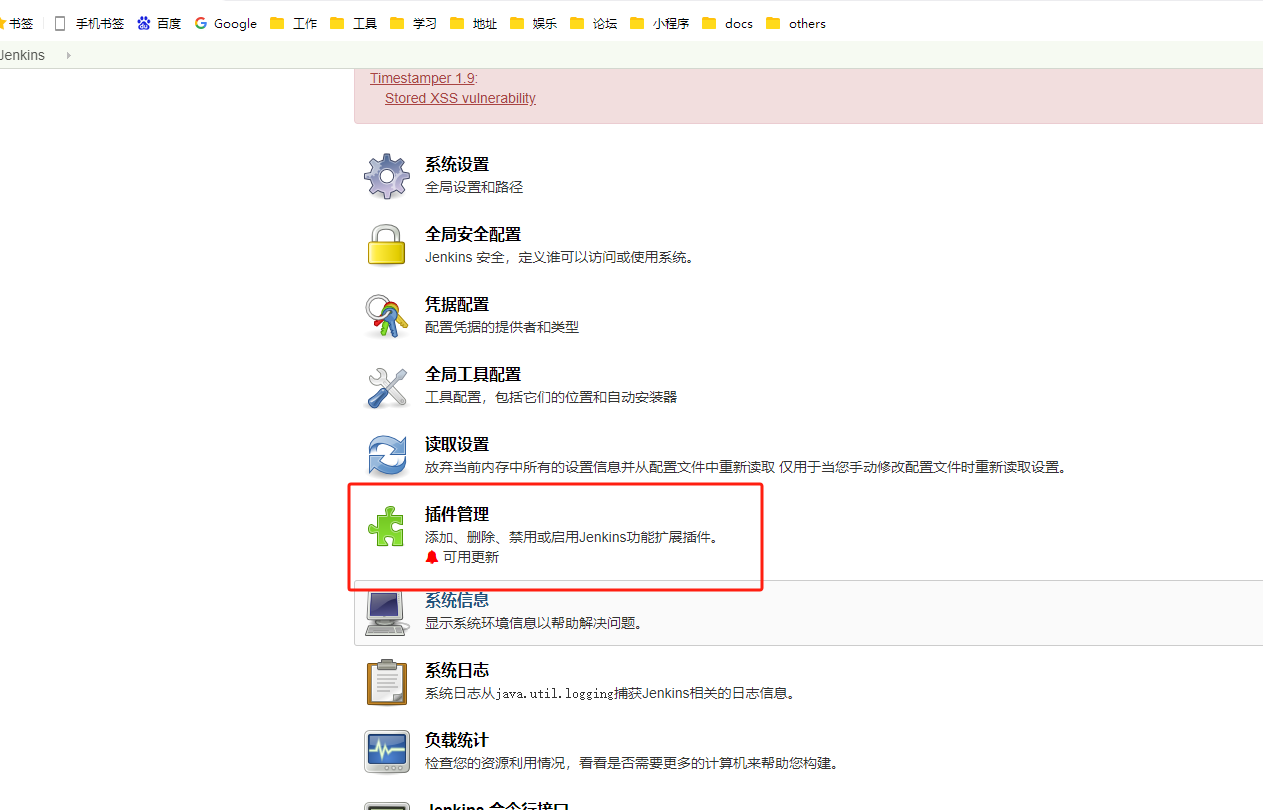 书签 手机书签 百度 Google 工作 工具 学习 地址 娱乐 论坛 小程序 docs others
Jenkins
Timestamper 1.9:
Stored XSS vulnerability
系统设置
全局设置和路径
全局安全配置
Jenkins 安全，定义谁可以访问或使用系统。
凭据配置
配置凭据的提供者和类型
全局工具配置
工具配置，包括它们的位置和自动安装器
读取设置
放弃当前内存中所有的设置信息并从配置文件中重新读取 仅用于当您手动修改配置文件时重新读取设置。
插件管理
添加、删除、禁用或启用Jenkins功能扩展插件。
可用更新
系统信息
显示系统环境信息以帮助解决问题。
系统日志
系统日志从java.util.logging捕获Jenkins相关的日志信息。
负载统计
检查您的资源利用情况，看看是否需要更多的计算机来帮助您构建。
Jenkins 命令行接口